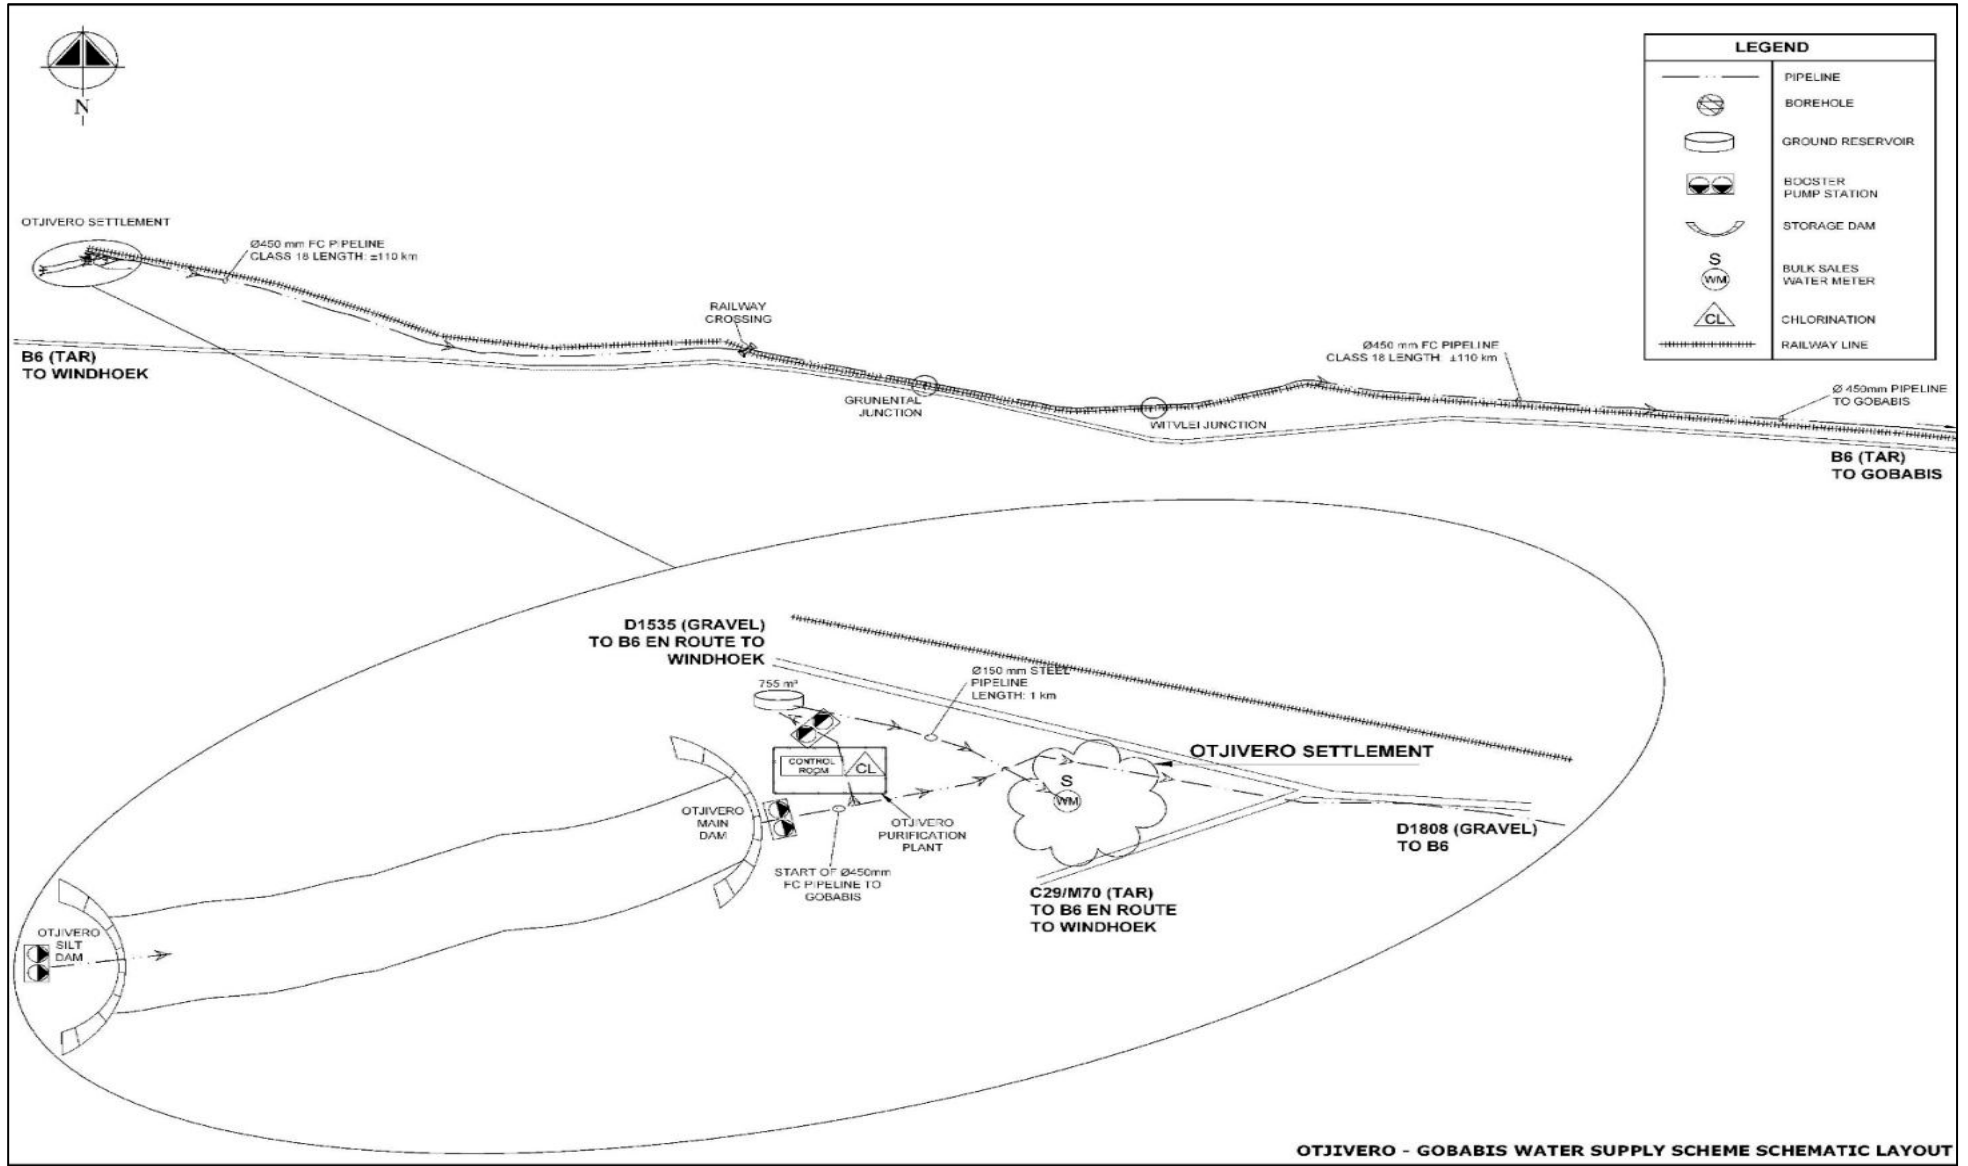 N
LEGEND
PIPELINE
BOREHOLE
GROUND RESERVOIR
BOOSTER
PUMP STATION
STORAGE DAM
S
WM
BULK SALES
WATER METER
CL
CHLORINATION
RAILWAY LINE
OTJIVERO SETTLEMENT
Ø450 mm FC PIPELINE
CLASS 18 LENGTH: ±110 km
B6 (TAR)
TO WINDHOEK
RAILWAY
CROSSING
GRUNENTAL
JUNCTION
WITVLEI JUNCTION
Ø450 mm FC PIPELINE
CLASS 18 LENGTH: ±110 km
Ø 450mm PIPELINE
TO GOBABIS
B6 (TAR)
TO GOBABIS
D1535 (GRAVEL)
TO B6 EN ROUTE TO
WINDHOEK
755 m³
Ø150 mm STEEL
PIPELINE
LENGTH: 1 km
CONTROL
ROOM
CL
OTJIVERO SETTLEMENT
S
WM
OTJIVERO
MAIN
DAM
OTJIVERO
PURIFICATION
PLANT
START OF Ø450mm
FC PIPELINE TO
GOBABIS
D1808 (GRAVEL)
TO B6
C29/M70 (TAR)
TO B6 EN ROUTE
TO WINDHOEK
OTJIVERO
SILT
DAM
OTJIVERO - GOBABIS WATER SUPPLY SCHEME SCHEMATIC LAYOUT